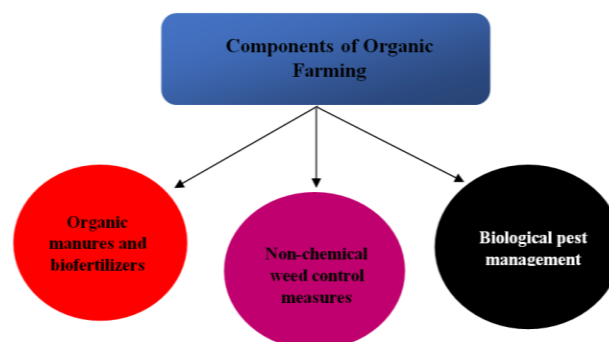 Components of Organic
Farming
Organic
manures and
biofertilizers
Non-chemical
weed control
measures
Biological pest
management